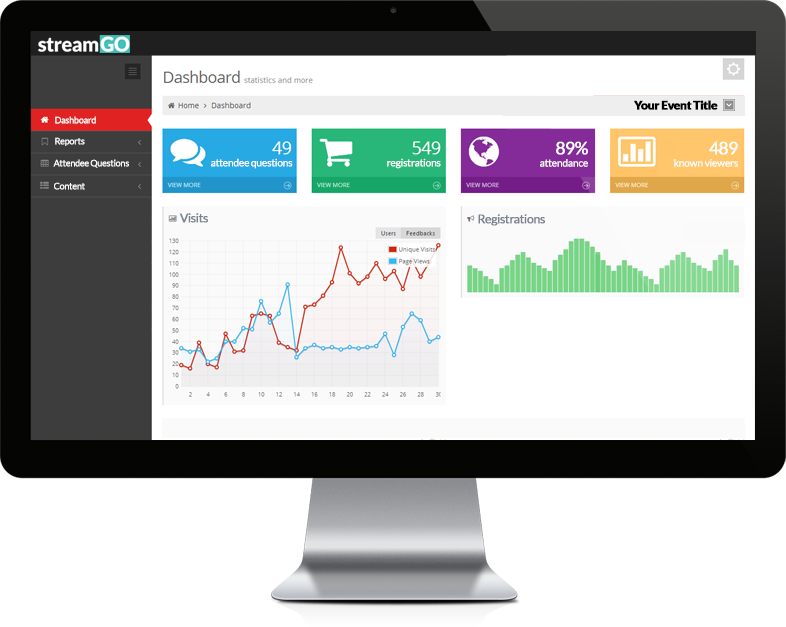 streamGO
Dashboard statistics and more
Home › Dashboard
Your Event Title
Dashboard
Reports
Attendee Questions
Content
49
attendee questions
VIEW MORE
549
registrations
VIEW MORE
89%
attendance
VIEW MORE
489
known viewers
VIEW MORE
Visits
Users Feedbacks
Unique Visits
Page Views
130
120
110
100
90
80
70
60
50
40
30
20
10
0
2 4 6 8 10 12 14 16 18 20 22 24 26 28 30
Registrations